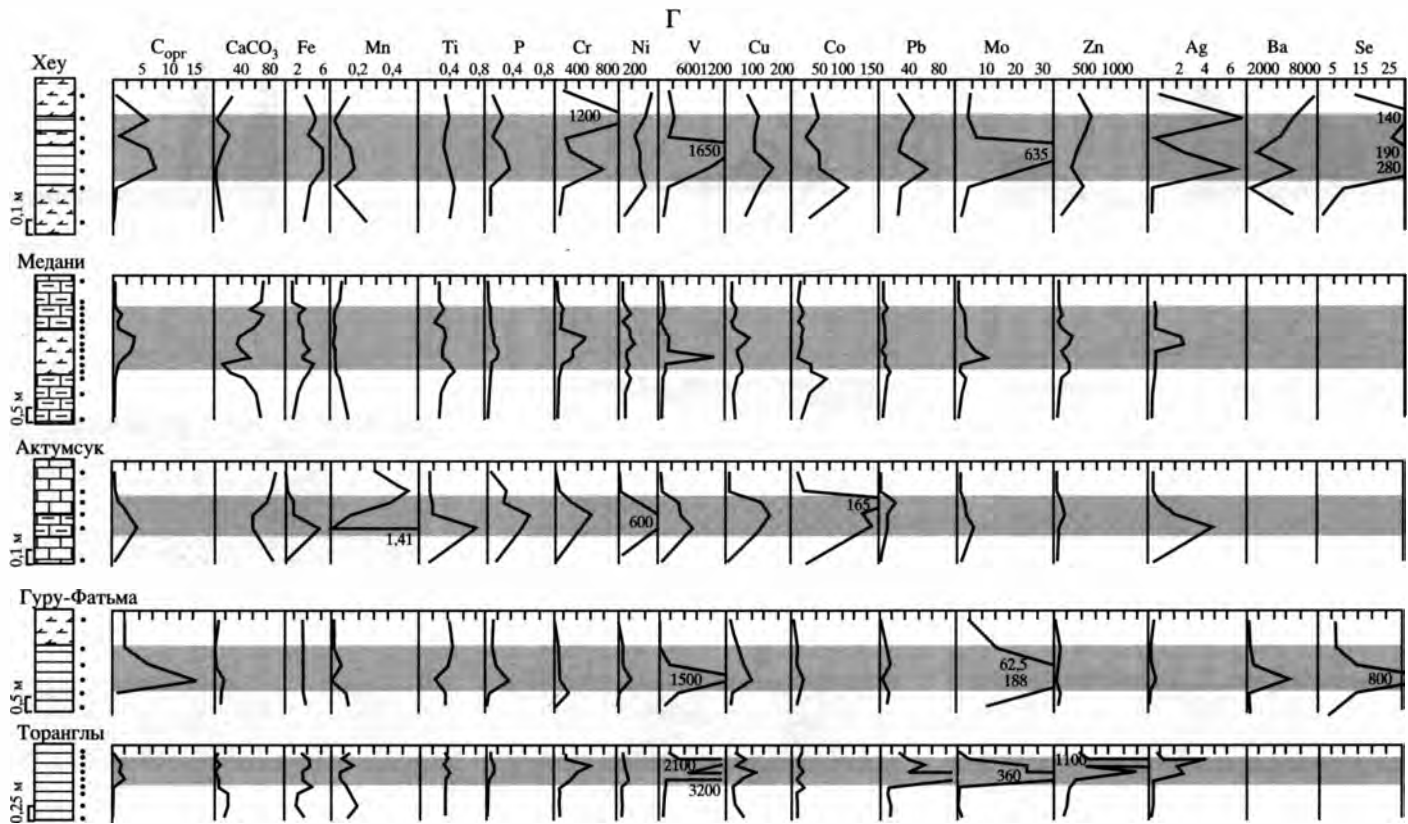 Г
Хеу Cорг CaCO3 Fe Mn Ti P Cr Ni V Cu Co Pb Mo Zn Ag Ba Se
5 10 15 40 80 2 6 0,2 0,4 0,4 0,8 0,4 0,8 400 800 200 600 1200 100 200 50 100 150 40 80 10 20 30 500 1000 2 4 6 2000 8000 5 15 25
1200 140
1650 635 190
280
0,1 м
Медани
0,5 м
Актумсук
165
600
1,41
0,1 м
Гуру-Фатьма
62,5
1500 188 800
0,5 м
Торанглы
2100 1100
360
3200
0,25 м